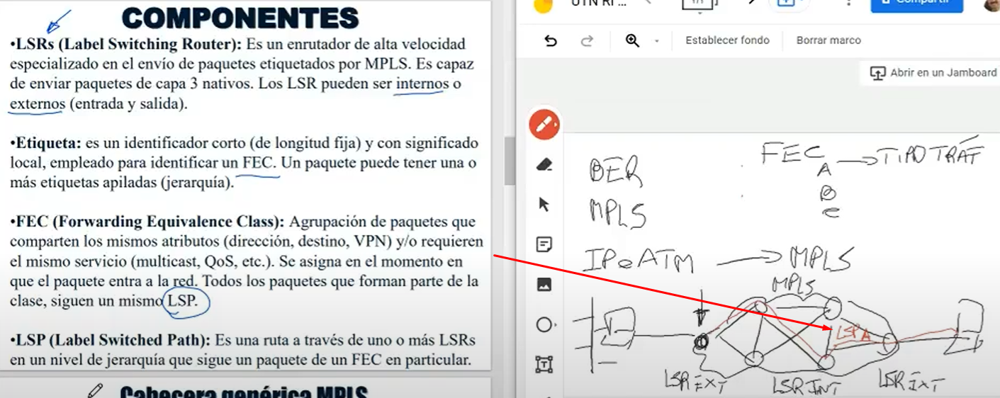 COMPONENTES
•LSRs (Label Switching Router): Es un enrutador de alta velocidad
especializado en el envío de paquetes etiquetados por MPLS. Es capaz
de enviar paquetes de capa 3 nativos. Los LSR pueden ser internos o
externos (entrada y salida).
•Etiqueta: es un identificador corto (de longitud fija) y con significado
local, empleado para identificar un FEC. Un paquete puede tener una o
más etiquetas apiladas (jerarquía).
•FEC (Forwarding Equivalence Class): Agrupación de paquetes que
comparten los mismos atributos (dirección, destino, VPN) y/o requieren
el mismo servicio (multicast, QoS, etc.). Se asigna en el momento en
que el paquete entra a la red. Todos los paquetes que forman parte de la
clase, siguen un mismo LSP.
•LSP (Label Switched Path): Es una ruta a través de uno o más LSRs
en un nivel de jerarquía que sigue un paquete de un FEC en particular.
Cabecera genérica MPLS
UTN RI ...
1/1
Compartir
Establecer fondo
Borrar marco
Abrir en un Jamboard
BER
FEC
TIPO TRÁF
A
B
C
MPLS
IPoATM
MPLS
MPLS
LSP A
LSR EXT
LSR INT
LSR EXT